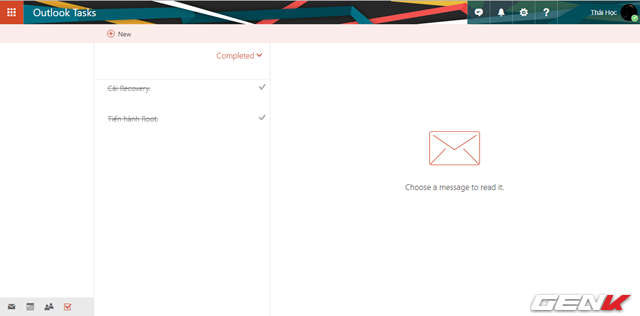 Outlook Tasks
?
Thái Học
New
Completed
Cài Recovery.
Tiến hành Root.
Choose a message to read it.
GENK